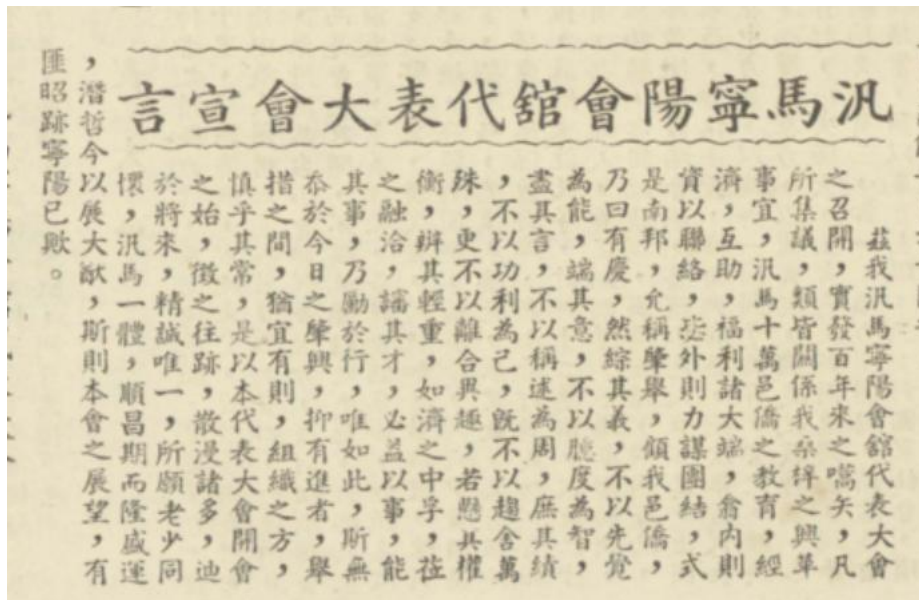 汎馬寧陽會舘代表大會宣言
茲我汎馬寧陽會舘代表大會
之召開，實發百年來之嚆矢，凡
所集議，類皆關係我桑梓之興革
事宜，汎馬十萬邑僑之教育，經
濟，互助，福利諸大端，翕內則
資以聯絡，迩外則力謀團結，式
是南邦，允稱肇舉，顧我邑僑，
乃曰有慶，然綜其義，不以先覺
為能，端其意，不以臆度為智，
盡其言，不以稱述為周，庶其績
，不以功利為己，旣不以趨舍萬
殊，更不以離合異趣，若懸其權
衡，辨其輕重，如濟之中孚，蒞
之融洽，論其才，必益以事，能
其事，乃勵於行，唯如此，斯無
忝於今日之肇興，抑有進者，舉
措之間，猶宜有則，組織之方，
慎乎其常，是以本代表大會開會
之始，徵之往跡，散漫諸多，迪
於將來，精誠唯一，所願老少同
懷，汎馬一體，順昌期而隆盛運
，潛哲今以展大猷，斯則本會之展望，有
匪昭跡寧陽已歟。